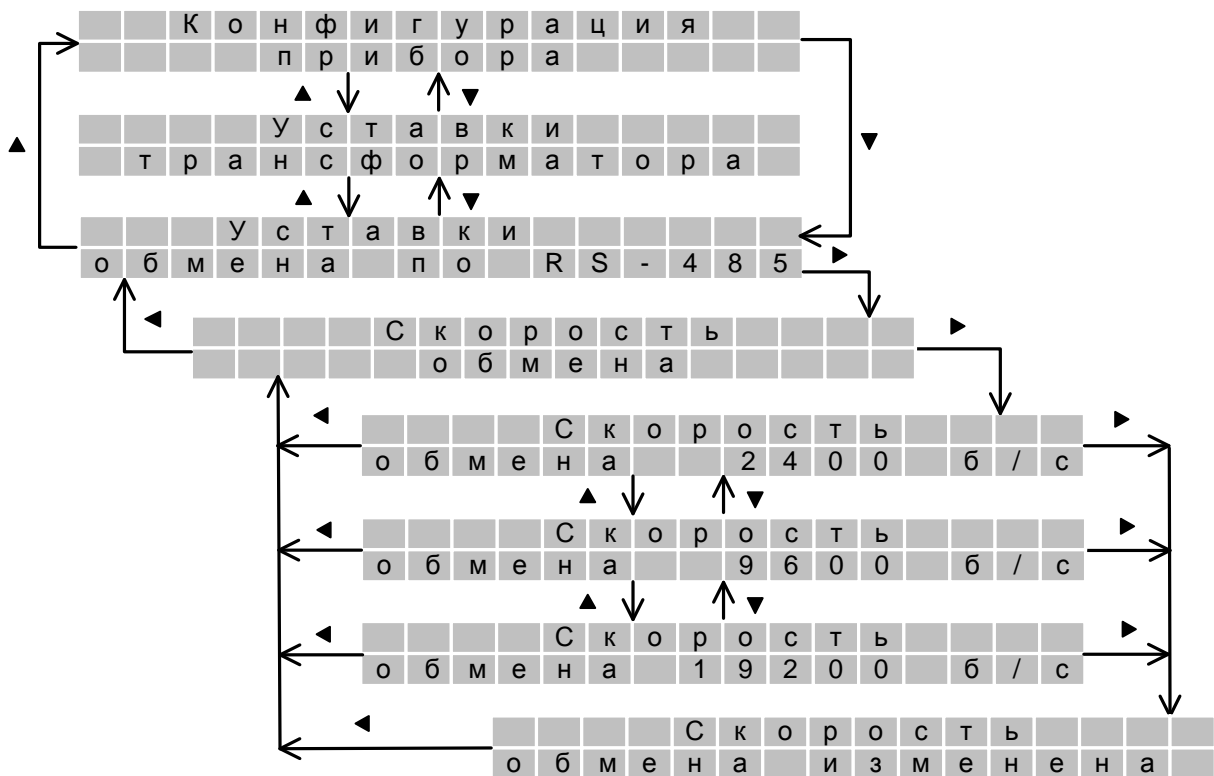 Конфигурация
прибора
Уставки
трансформатора
Уставки
обмена по RS-485
Скорость
обмена
Скорость
обмена 2400 б/с
Скорость
обмена 9600 б/с
Скорость
обмена 19200 б/с
Скорость
обмена изменена